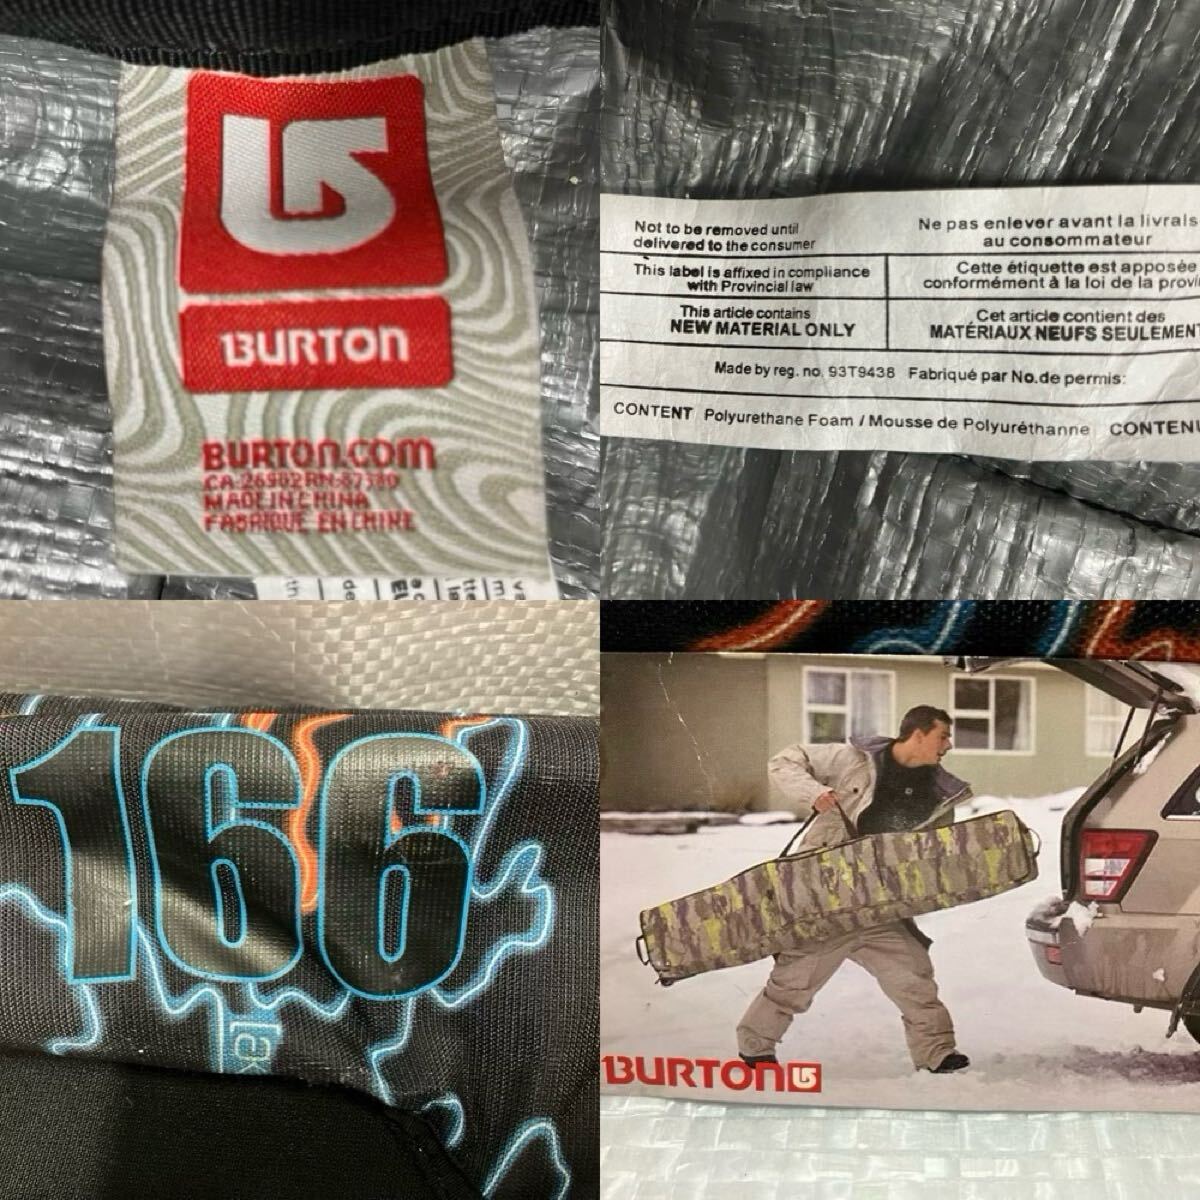 BURTON
BURTON.COM
CA 26902 RN 87380
MADE IN CHINA
FABRIQUE EN CHINE
Not to be removed until
delivered to the consumer
Ne pas enlever avant la livrais
au consommateur
This label is affixed in compliance
with Provincial law
Cette étiquette est apposée
conformément à la loi de la provi
This article contains
NEW MATERIAL ONLY
Cet article contient des
MATÉRIAUX NEUFS SEULEMENT
Made by reg. no. 93T9438 Fabriqué par No.de permis:
CONTENT Polyurethane Foam / Mousse de Polyuréthanne CONTENU
166
BURTON